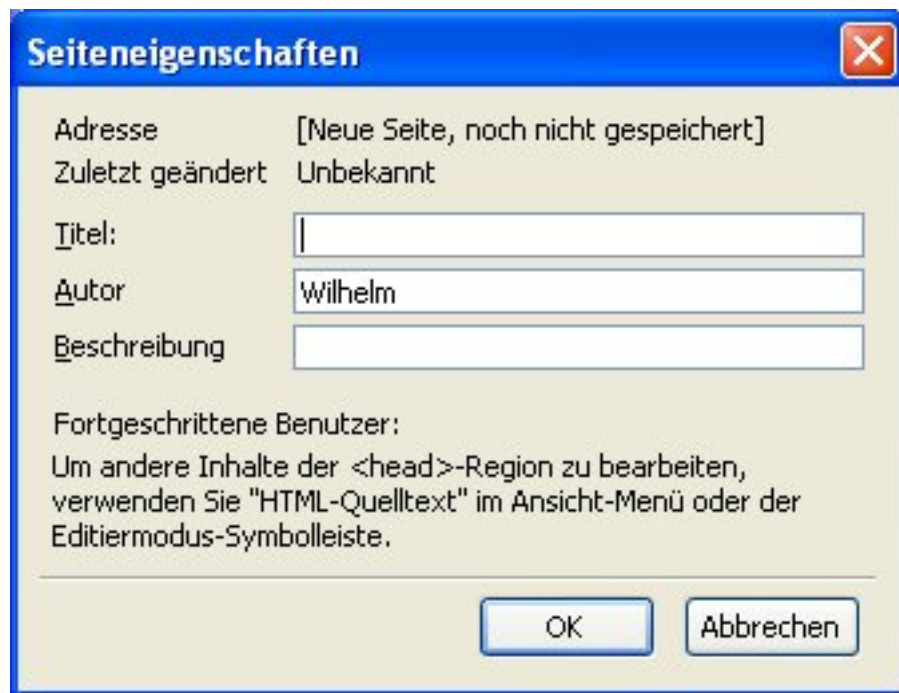 Seiteneigenschaften
Adresse [Neue Seite, noch nicht gespeichert]
Zuletzt geändert Unbekannt
Titel:
Autor Wilhelm
Beschreibung
Fortgeschrittene Benutzer:
Um andere Inhalte der <head>-Region zu bearbeiten,
verwenden Sie "HTML-Quelltext" im Ansicht-Menü oder der
Editiermodus-Symbolleiste.
OK Abbrechen